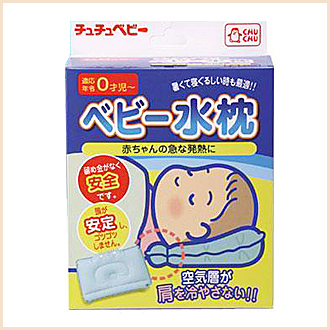 チュチュベビー
CHU
CHU
適応
年令
0才児〜
暑くて寝ぐるしい時も最適!!
ベビー水枕
赤ちゃんの急な発熱に
留め金がなく
安全
です。
頭が
安定し、
ゴツゴツ
しません。
空気層が
肩を冷やさない!!